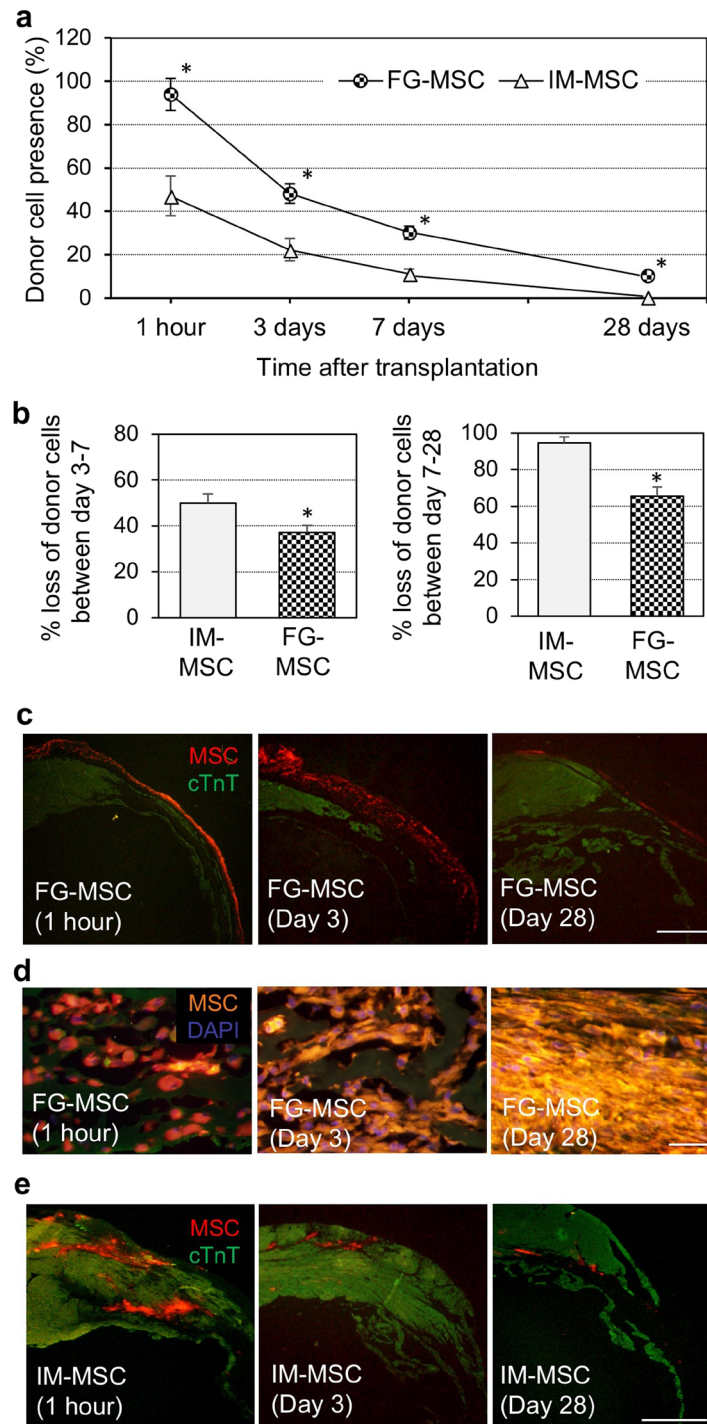 a
120
100
80
60
40
20
0
Donor cell presence (%)
FG-MSC
IM-MSC
*
*
*
*
1 hour
3 days
7 days
28 days
Time after transplantation
b
% loss of donor cells
between day 3-7
80
60
40
20
0
*
IM-
MSC
FG-
MSC
% loss of donor cells
between day 7-28
100
80
60
40
20
0
*
IM-
MSC
FG-
MSC
c
MSC
cTnT
FG-MSC
(1 hour)
FG-MSC
(Day 3)
FG-MSC
(Day 28)
d
MSC
DAPI
FG-MSC
(1 hour)
FG-MSC
(Day 3)
FG-MSC
(Day 28)
e
MSC
cTnT
IM-MSC
(1 hour)
IM-MSC
(Day 3)
IM-MSC
(Day 28)